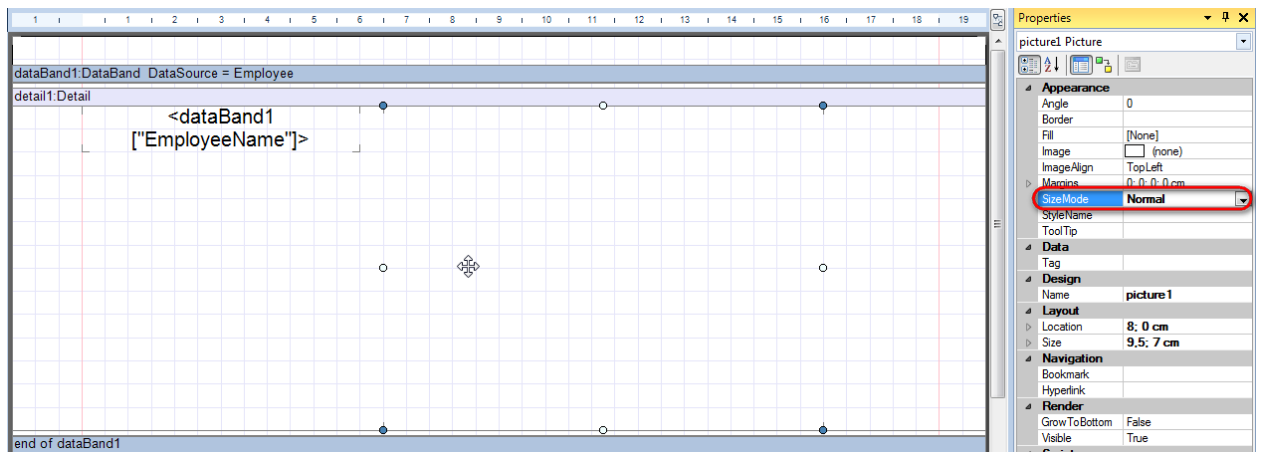 1 1 2 3 4 5 6 7 8 9 10 11 12 13 14 15 16 17 18 19
dataBand1:DataBand DataSource = Employee
detail1:Detail
<dataBand1
["EmployeeName"]>
end of dataBand1
Properties
picture1 Picture
Appearance
Angle 0
Border
Fill [None]
Image (none)
ImageAlign TopLeft
Margins 0; 0; 0; 0 cm
SizeMode Normal
StyleName
ToolTip
Data
Tag
Design
Name picture1
Layout
Location 8; 0 cm
Size 9,5; 7 cm
Navigation
Bookmark
Hyperlink
Render
GrowToBottom False
Visible True